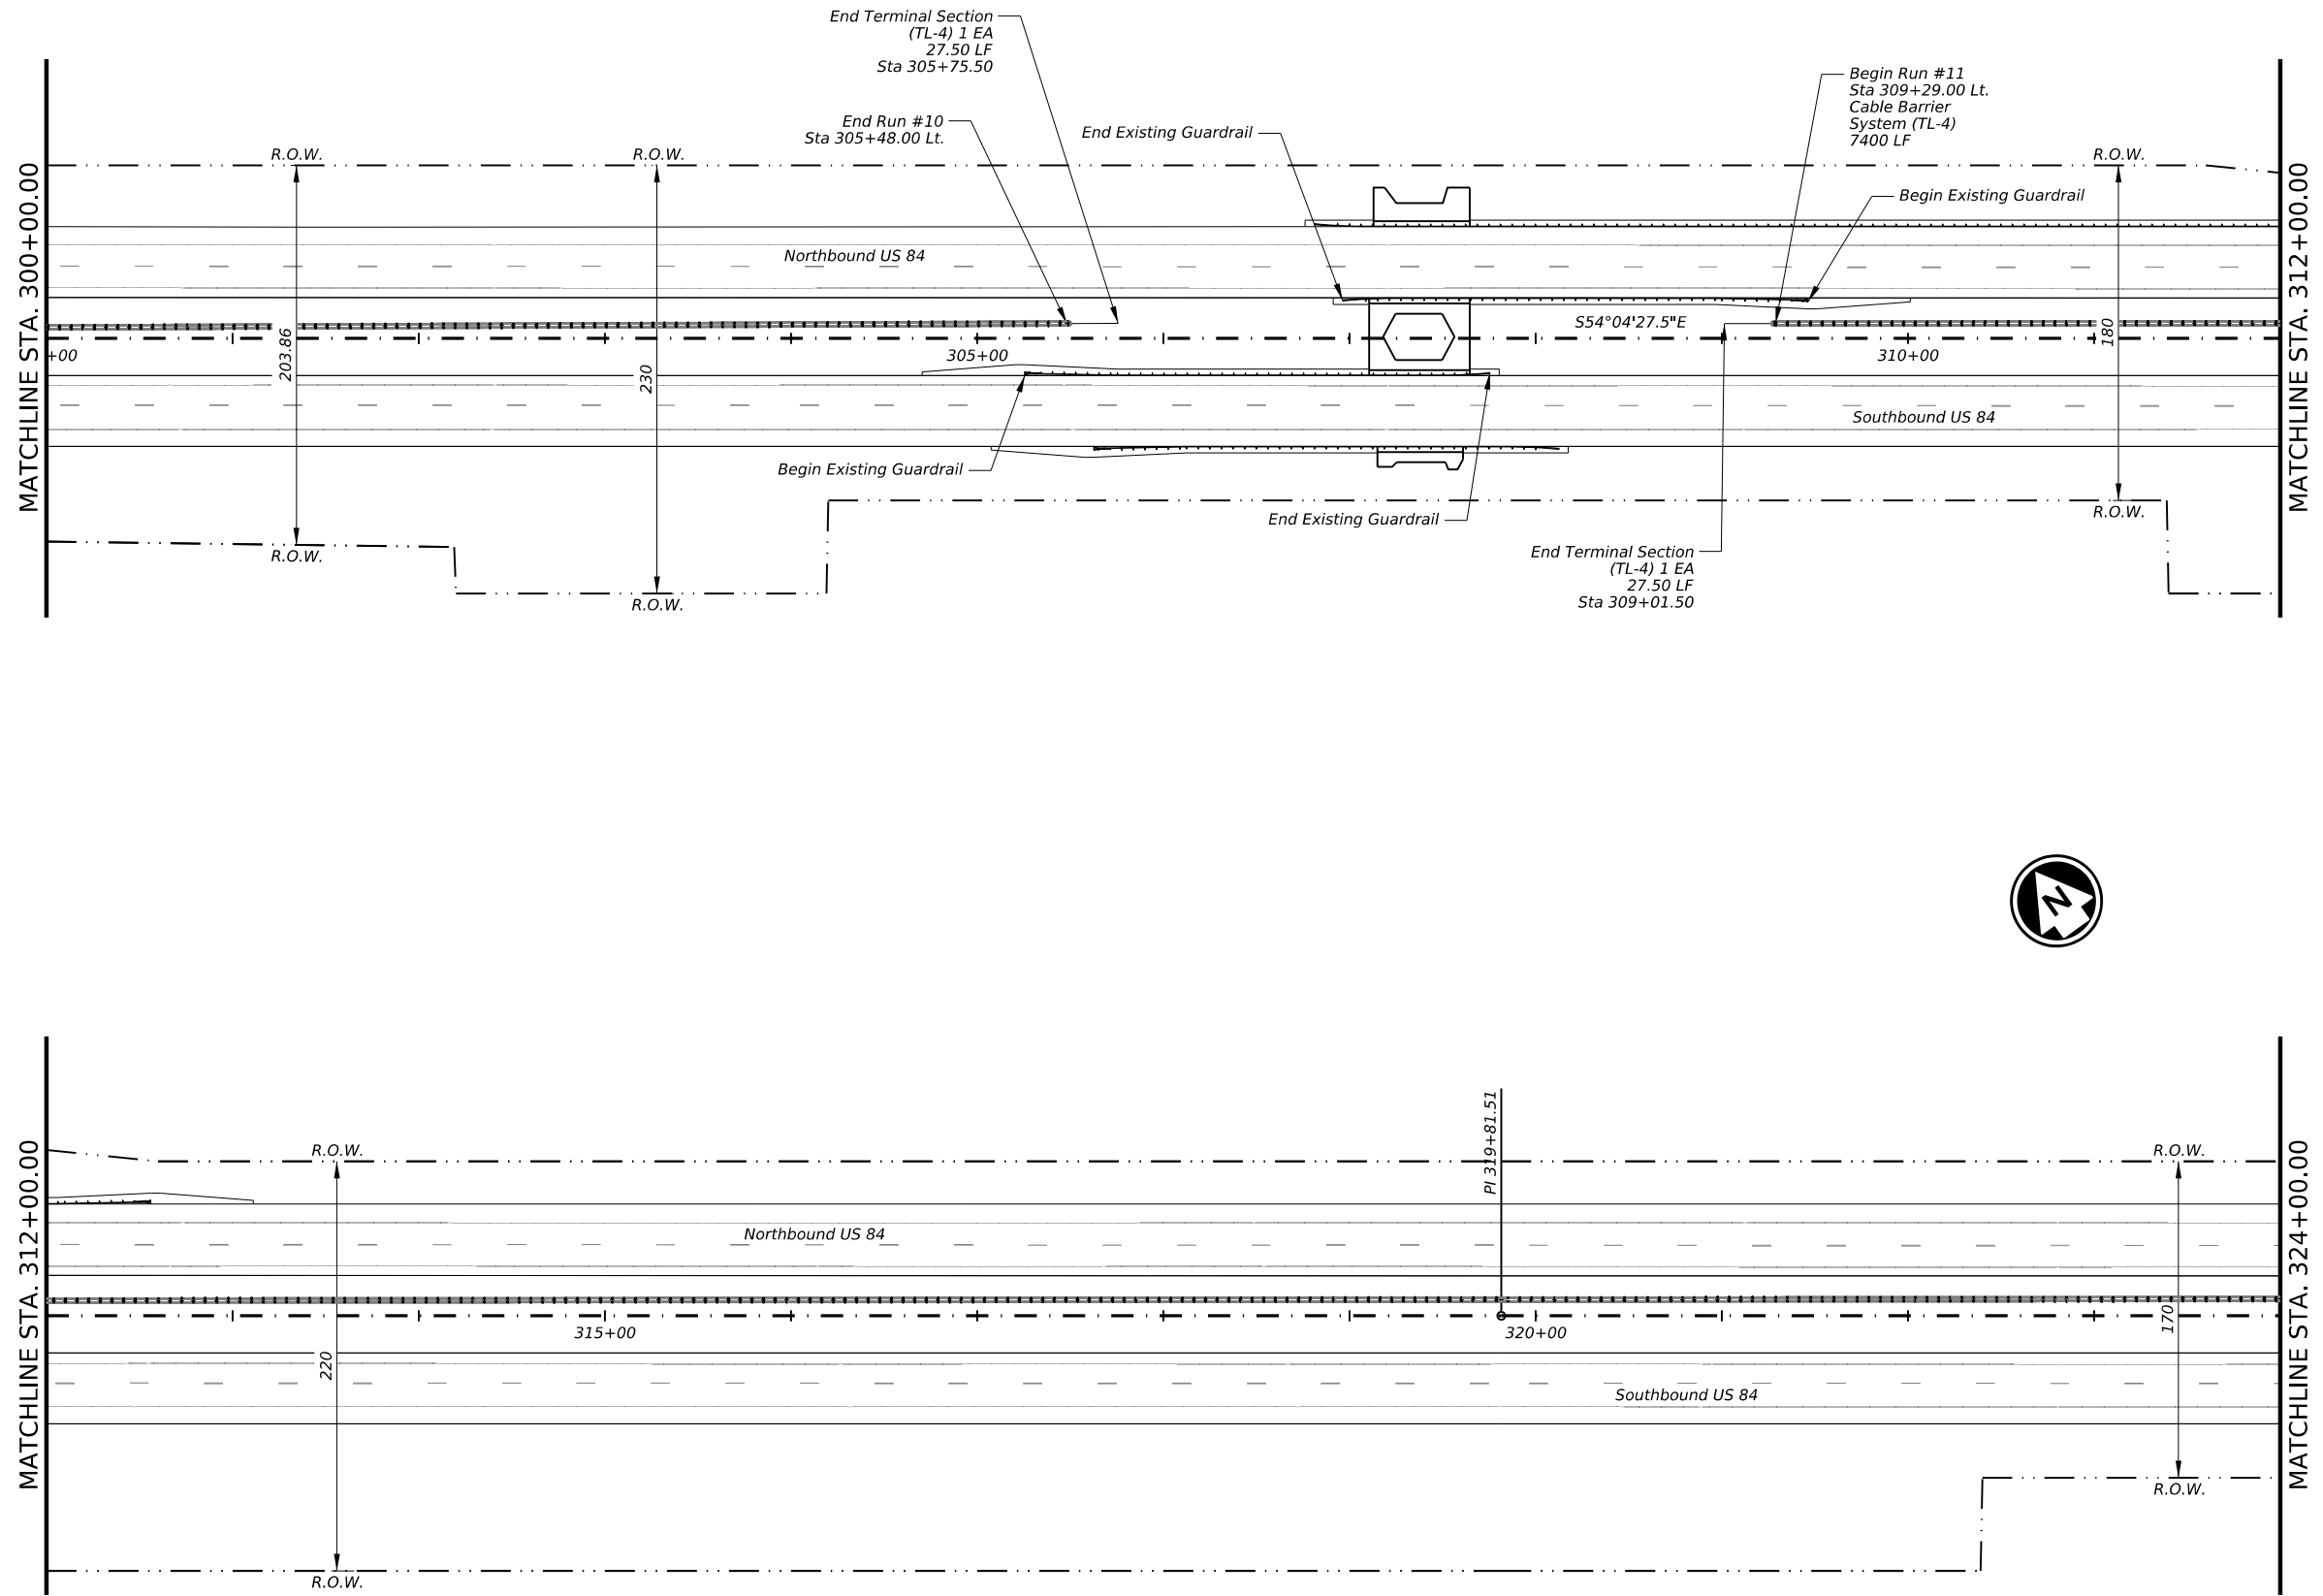 End Terminal Section
(TL-4) 1 EA
27.50 LF
Sta 305+75.50
Begin Run #11
Sta 309+29.00 Lt.
Cable Barrier
System (TL-4)
7400 LF
End Run #10
Sta 305+48.00 Lt.
End Existing Guardrail
R.O.W.
R.O.W.
R.O.W.
Begin Existing Guardrail
MATCHLINE STA. 300+00.00
MATCHLINE STA. 312+00.00
Northbound US 84
S54°04'27.5"E
+00
203.86
305+00
310+00
180
230
Southbound US 84
Begin Existing Guardrail
End Existing Guardrail
R.O.W.
R.O.W.
R.O.W.
End Terminal Section
(TL-4) 1 EA
27.50 LF
Sta 309+01.50
N
PI 319+81.51
R.O.W.
R.O.W.
MATCHLINE STA. 312+00.00
MATCHLINE STA. 324+00.00
Northbound US 84
315+00
320+00
170
220
Southbound US 84
R.O.W.
R.O.W.